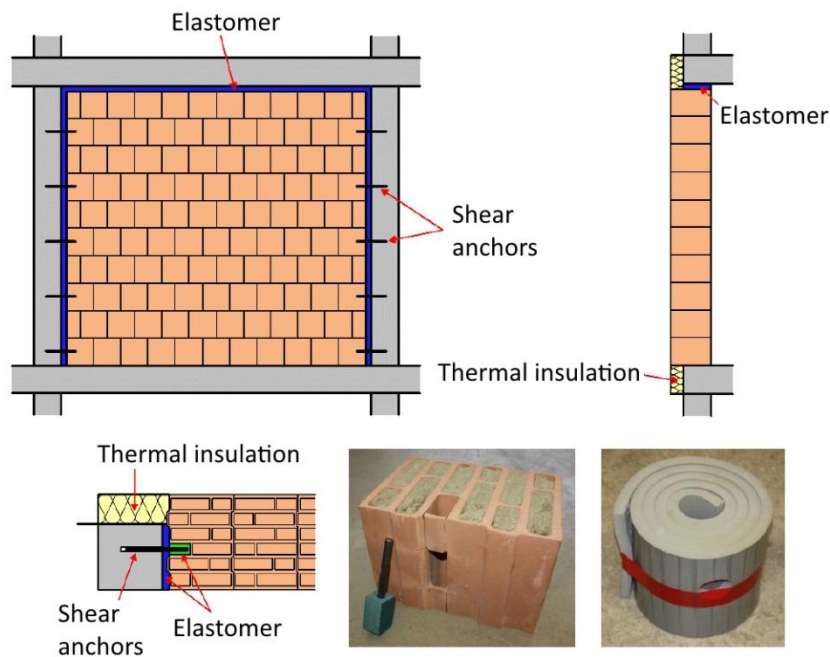 Elastomer
Elastomer
Shear
anchors
Thermal insulation
Thermal insulation
Shear
anchors
Elastomer